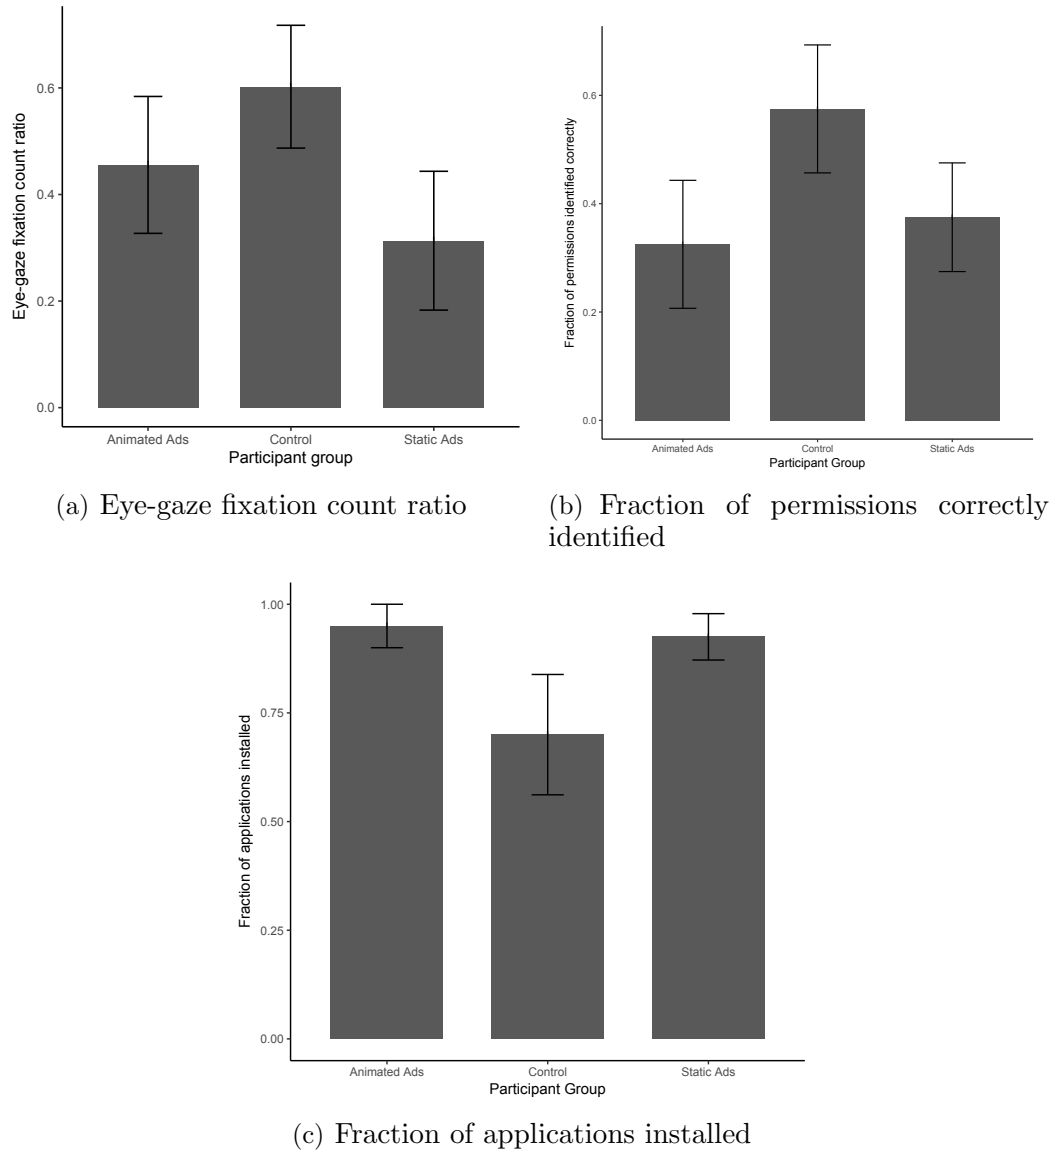 Eye-gaze fixation count ratio
0.6
0.4
0.2
0.0
Animated Ads Control Static Ads
Participant group
(a) Eye-gaze fixation count ratio
Fraction of permissions identified correctly
0.6
0.4
0.2
0.0
Animated Ads Control Static Ads
Participant Group
(b) Fraction of permissions correctly
identified
Fraction of applications installed
1.00
0.75
0.50
0.25
0.00
Animated Ads Control Static Ads
Participant Group
(c) Fraction of applications installed